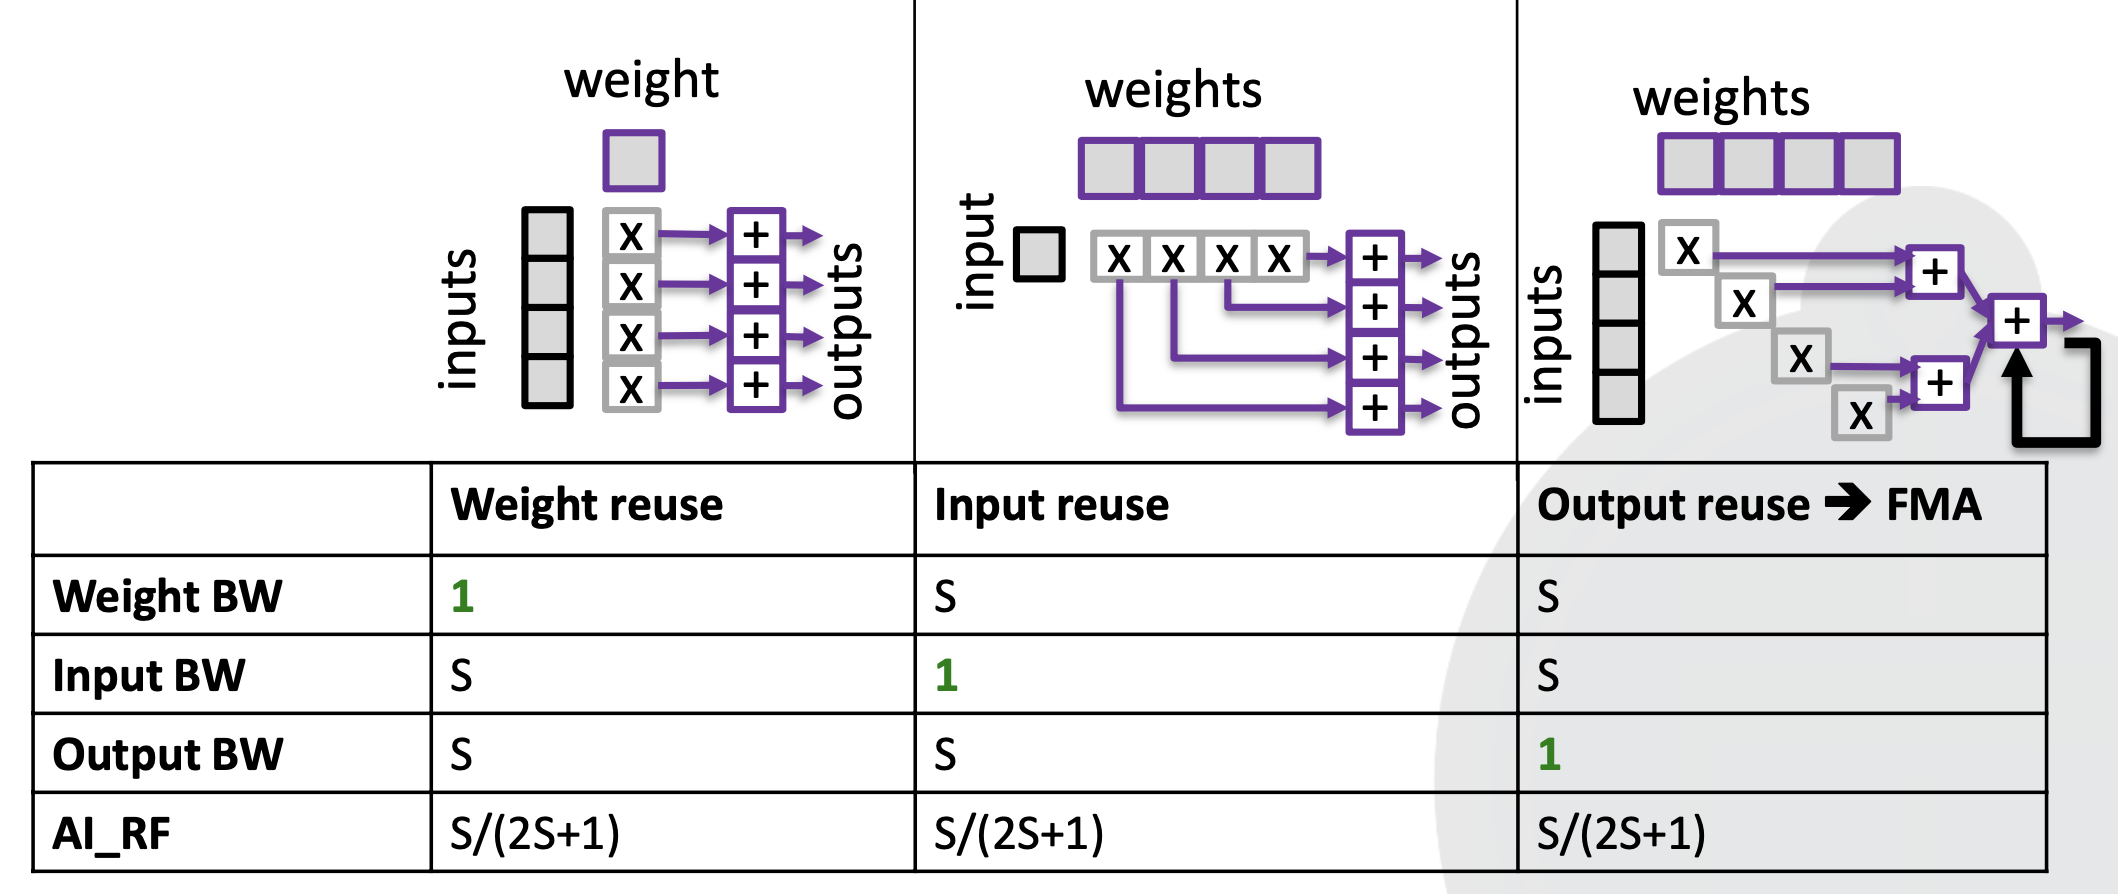 weight
inputs
X
+
X
+
X
+
X
+
outputs
weights
input
X X X X
+
+
+
+
outputs
weights
inputs
X
X
X
X
+
+
+
Weight reuse Input reuse Output reuse ➔ FMA
Weight BW 1 S S
Input BW S 1 S
Output BW S S 1
AI_RF S/(2S+1) S/(2S+1) S/(2S+1)